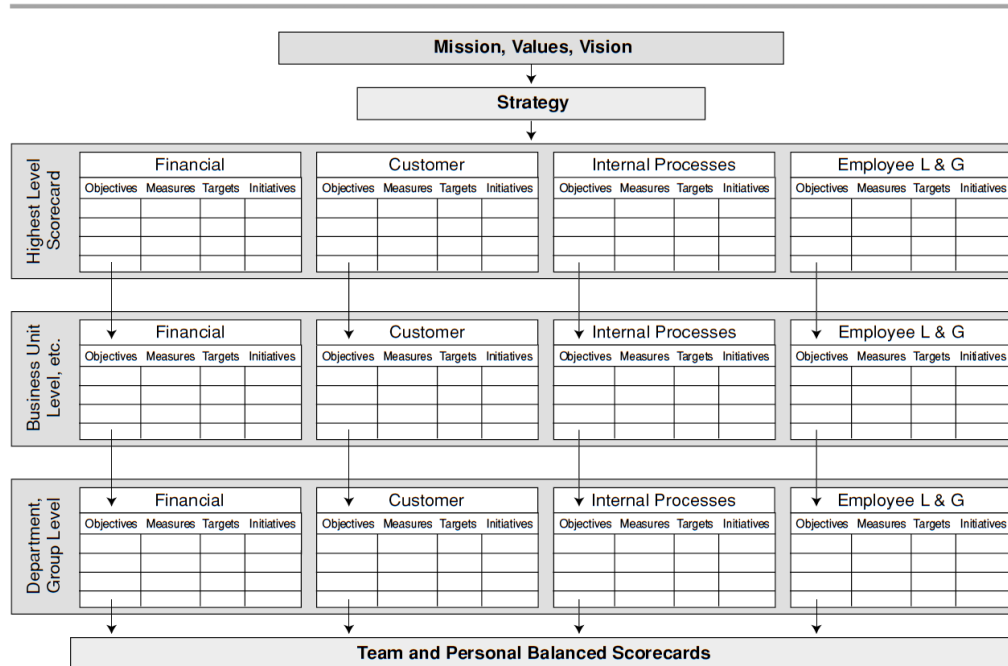 Mission, Values, Vision
Strategy
Highest Level
Scorecard
Financial Customer Internal Processes Employee L & G
Objectives Measures Targets Initiatives Objectives Measures Targets Initiatives Objectives Measures Targets Initiatives Objectives Measures Targets Initiatives
Business Unit
Level, etc.
Financial Customer Internal Processes Employee L & G
Objectives Measures Targets Initiatives Objectives Measures Targets Initiatives Objectives Measures Targets Initiatives Objectives Measures Targets Initiatives
Department,
Group Level
Financial Customer Internal Processes Employee L & G
Objectives Measures Targets Initiatives Objectives Measures Targets Initiatives Objectives Measures Targets Initiatives Objectives Measures Targets Initiatives
Team and Personal Balanced Scorecards